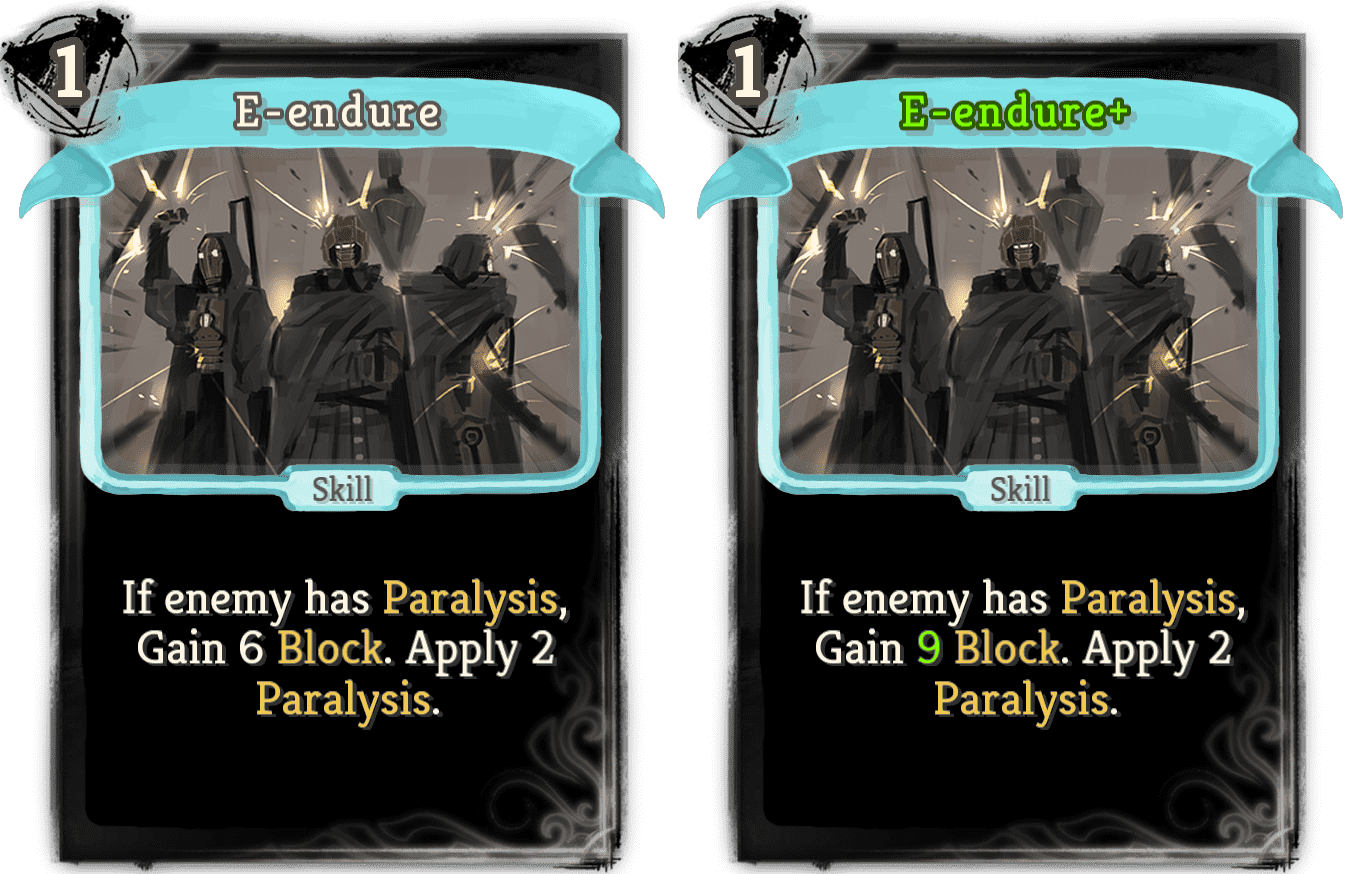 1
E-endure
Skill
If enemy has Paralysis,
Gain 6 Block. Apply 2
Paralysis.
1
E-endure+
Skill
If enemy has Paralysis,
Gain 9 Block. Apply 2
Paralysis.